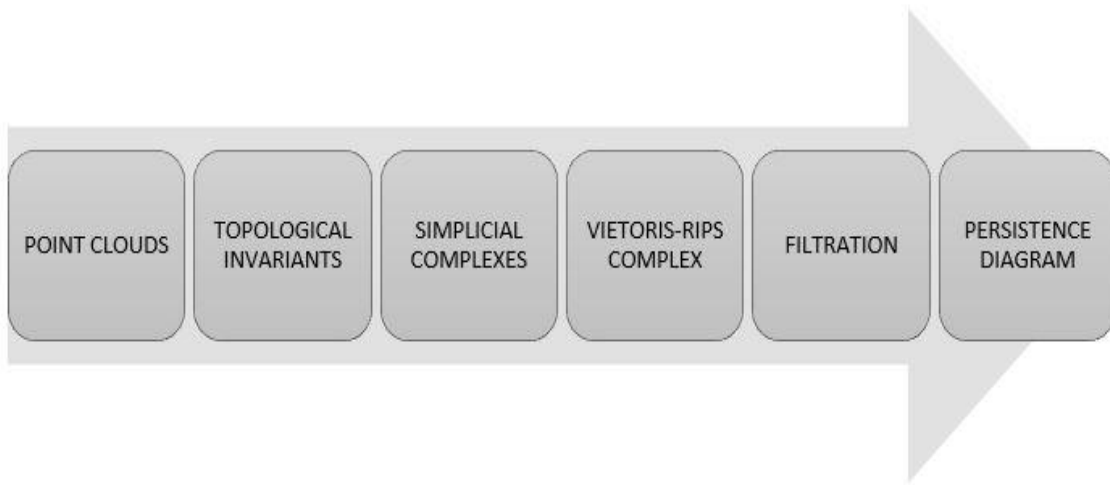 POINT CLOUDS
TOPOLOGICAL
INVARIANTS
SIMPLICIAL
COMPLEXES
VIETORIS-RIPS
COMPLEX
FILTRATION
PERSISTENCE
DIAGRAM